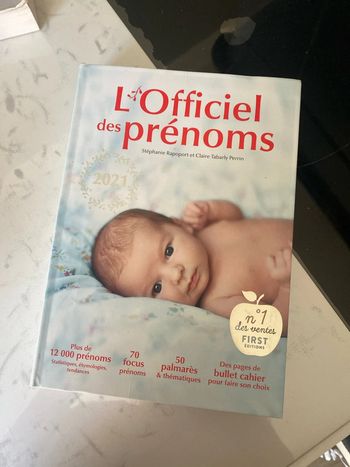 L'Officiel
des prénoms
Stéphanie Rapoport et Claire Tabarly Perrin
2021
n°1
des ventes
FIRST
ÉDITIONS
Plus de
12 000 prénoms
Statistiques, étymologies,
tendances
70
focus
prénoms
50
palmarès
& thématiques
Des pages de
bullet cahier
pour faire son choix